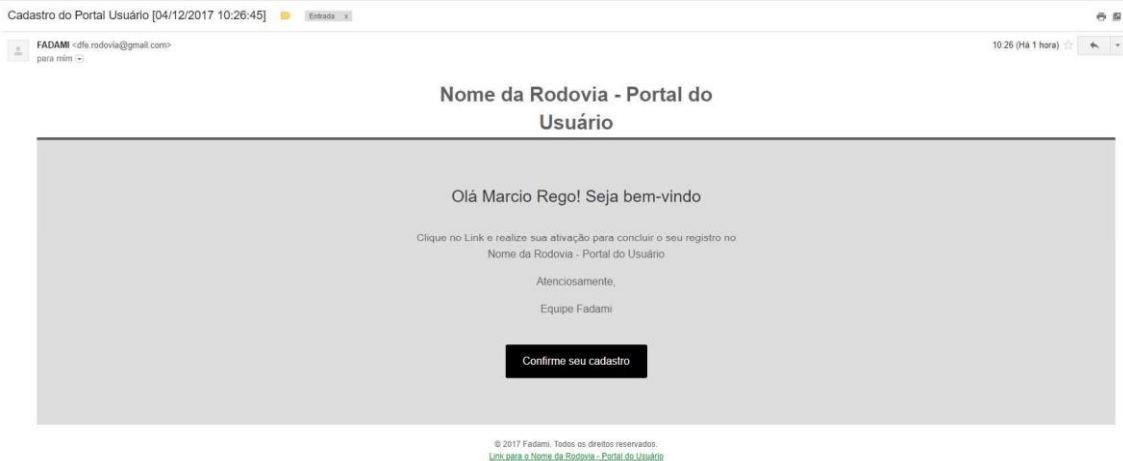 Cadastro do Portal Usuário [04/12/2017 10:26:45] Entrada x
FADAMI <dfe.rodovia@gmail.com> 10:26 (Há 1 hora)
para mim
Nome da Rodovia - Portal do
Usuário
Olá Marcio Rego! Seja bem-vindo
Clique no Link e realize sua ativação para concluir o seu registro no
Nome da Rodovia - Portal do Usuário
Atenciosamente,
Equipe Fadami
Confirme seu cadastro
© 2017 Fadami. Todos os direitos reservados.
Link para o Nome da Rodovia - Portal do Usuário